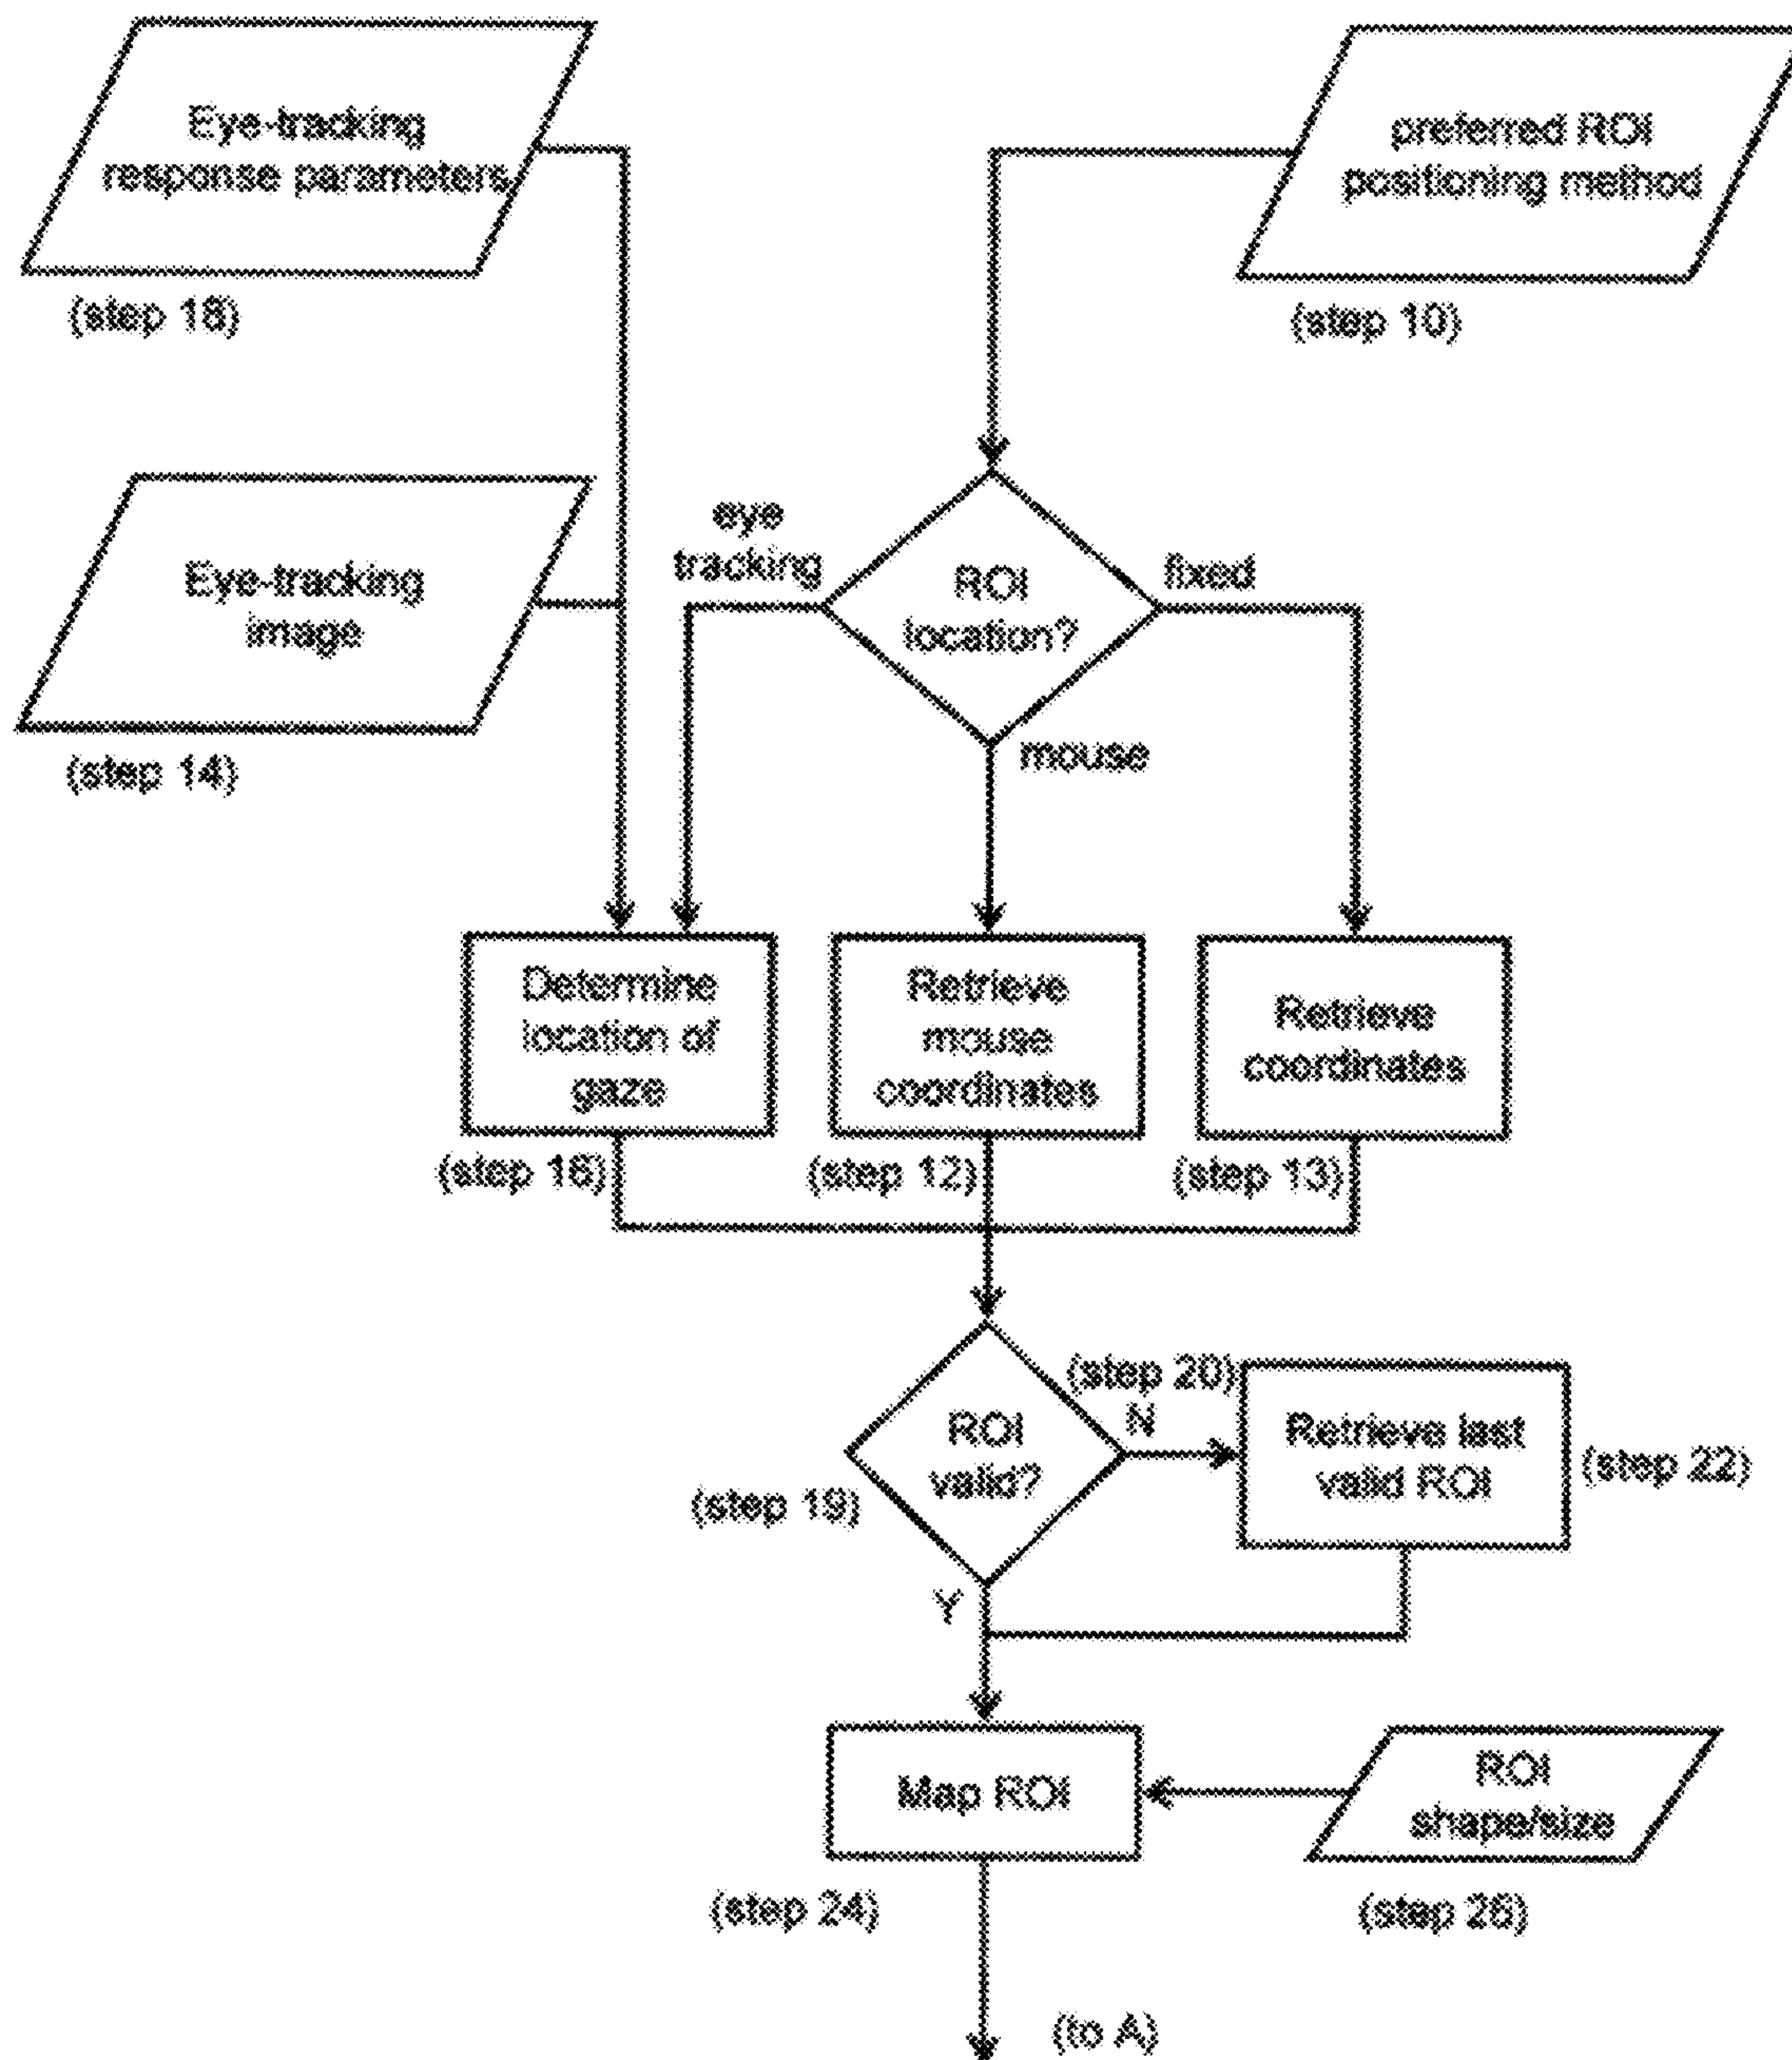 Eye-tracking
response parameters
(step 18)
preferred ROI
positioning method
(step 10)
Eye-tracking
image
(step 14)
eye
tracking
ROI
location?
fixed
mouse
Determine
location of
gaze
(step 16)
Retrieve
mouse
coordinates
(step 12)
Retrieve
coordinates
(step 13)
ROI
valid?
(step 19)
(step 20)
N
Retrieve last
valid ROI
(step 22)
Y
Map ROI
(step 24)
ROI
shape/size
(step 26)
(to A)